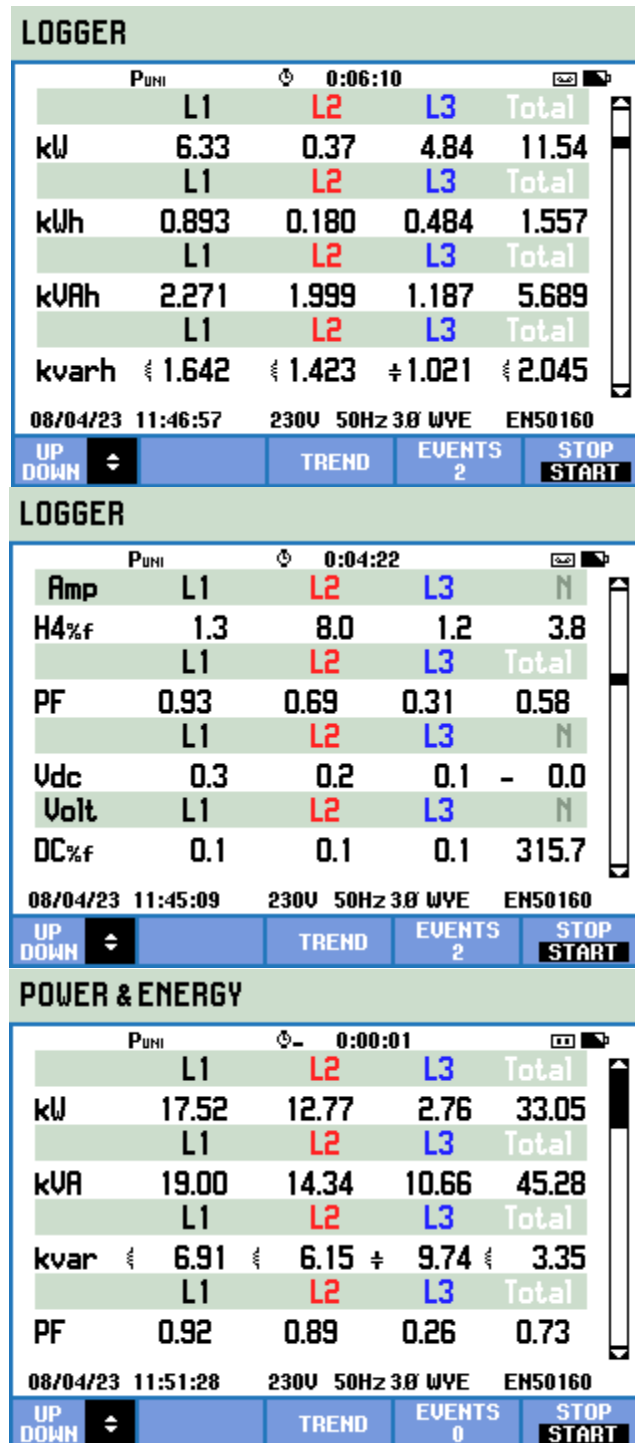 LOGGER
PUNI 0:06:10
L1 L2 L3 Total
kW 6.33 0.37 4.84 11.54
L1 L2 L3 Total
kWh 0.893 0.180 0.484 1.557
L1 L2 L3 Total
kVAh 2.271 1.999 1.187 5.689
L1 L2 L3 Total
kvarh 1.642 1.423 1.021 2.045
08/04/23 11:46:57 230V 50Hz 3Ø WYE EN50160
UP DOWN TREND EVENTS 2 STOP START
LOGGER
PUNI 0:04:22
Amp L1 L2 L3 N
H4%f 1.3 8.0 1.2 3.8
L1 L2 L3 Total
PF 0.93 0.69 0.31 0.58
L1 L2 L3 N
Vdc 0.3 0.2 0.1 - 0.0
Volt L1 L2 L3 N
DC%f 0.1 0.1 0.1 315.7
08/04/23 11:45:09 230V 50Hz 3Ø WYE EN50160
UP DOWN TREND EVENTS 2 STOP START
POWER & ENERGY
PUNI 0:00:01
L1 L2 L3 Total
kW 17.52 12.77 2.76 33.05
L1 L2 L3 Total
kVA 19.00 14.34 10.66 45.28
L1 L2 L3 Total
kvar 6.91 6.15 9.74 3.35
L1 L2 L3 Total
PF 0.92 0.89 0.26 0.73
08/04/23 11:51:28 230V 50Hz 3Ø WYE EN50160
UP DOWN TREND EVENTS 0 STOP START